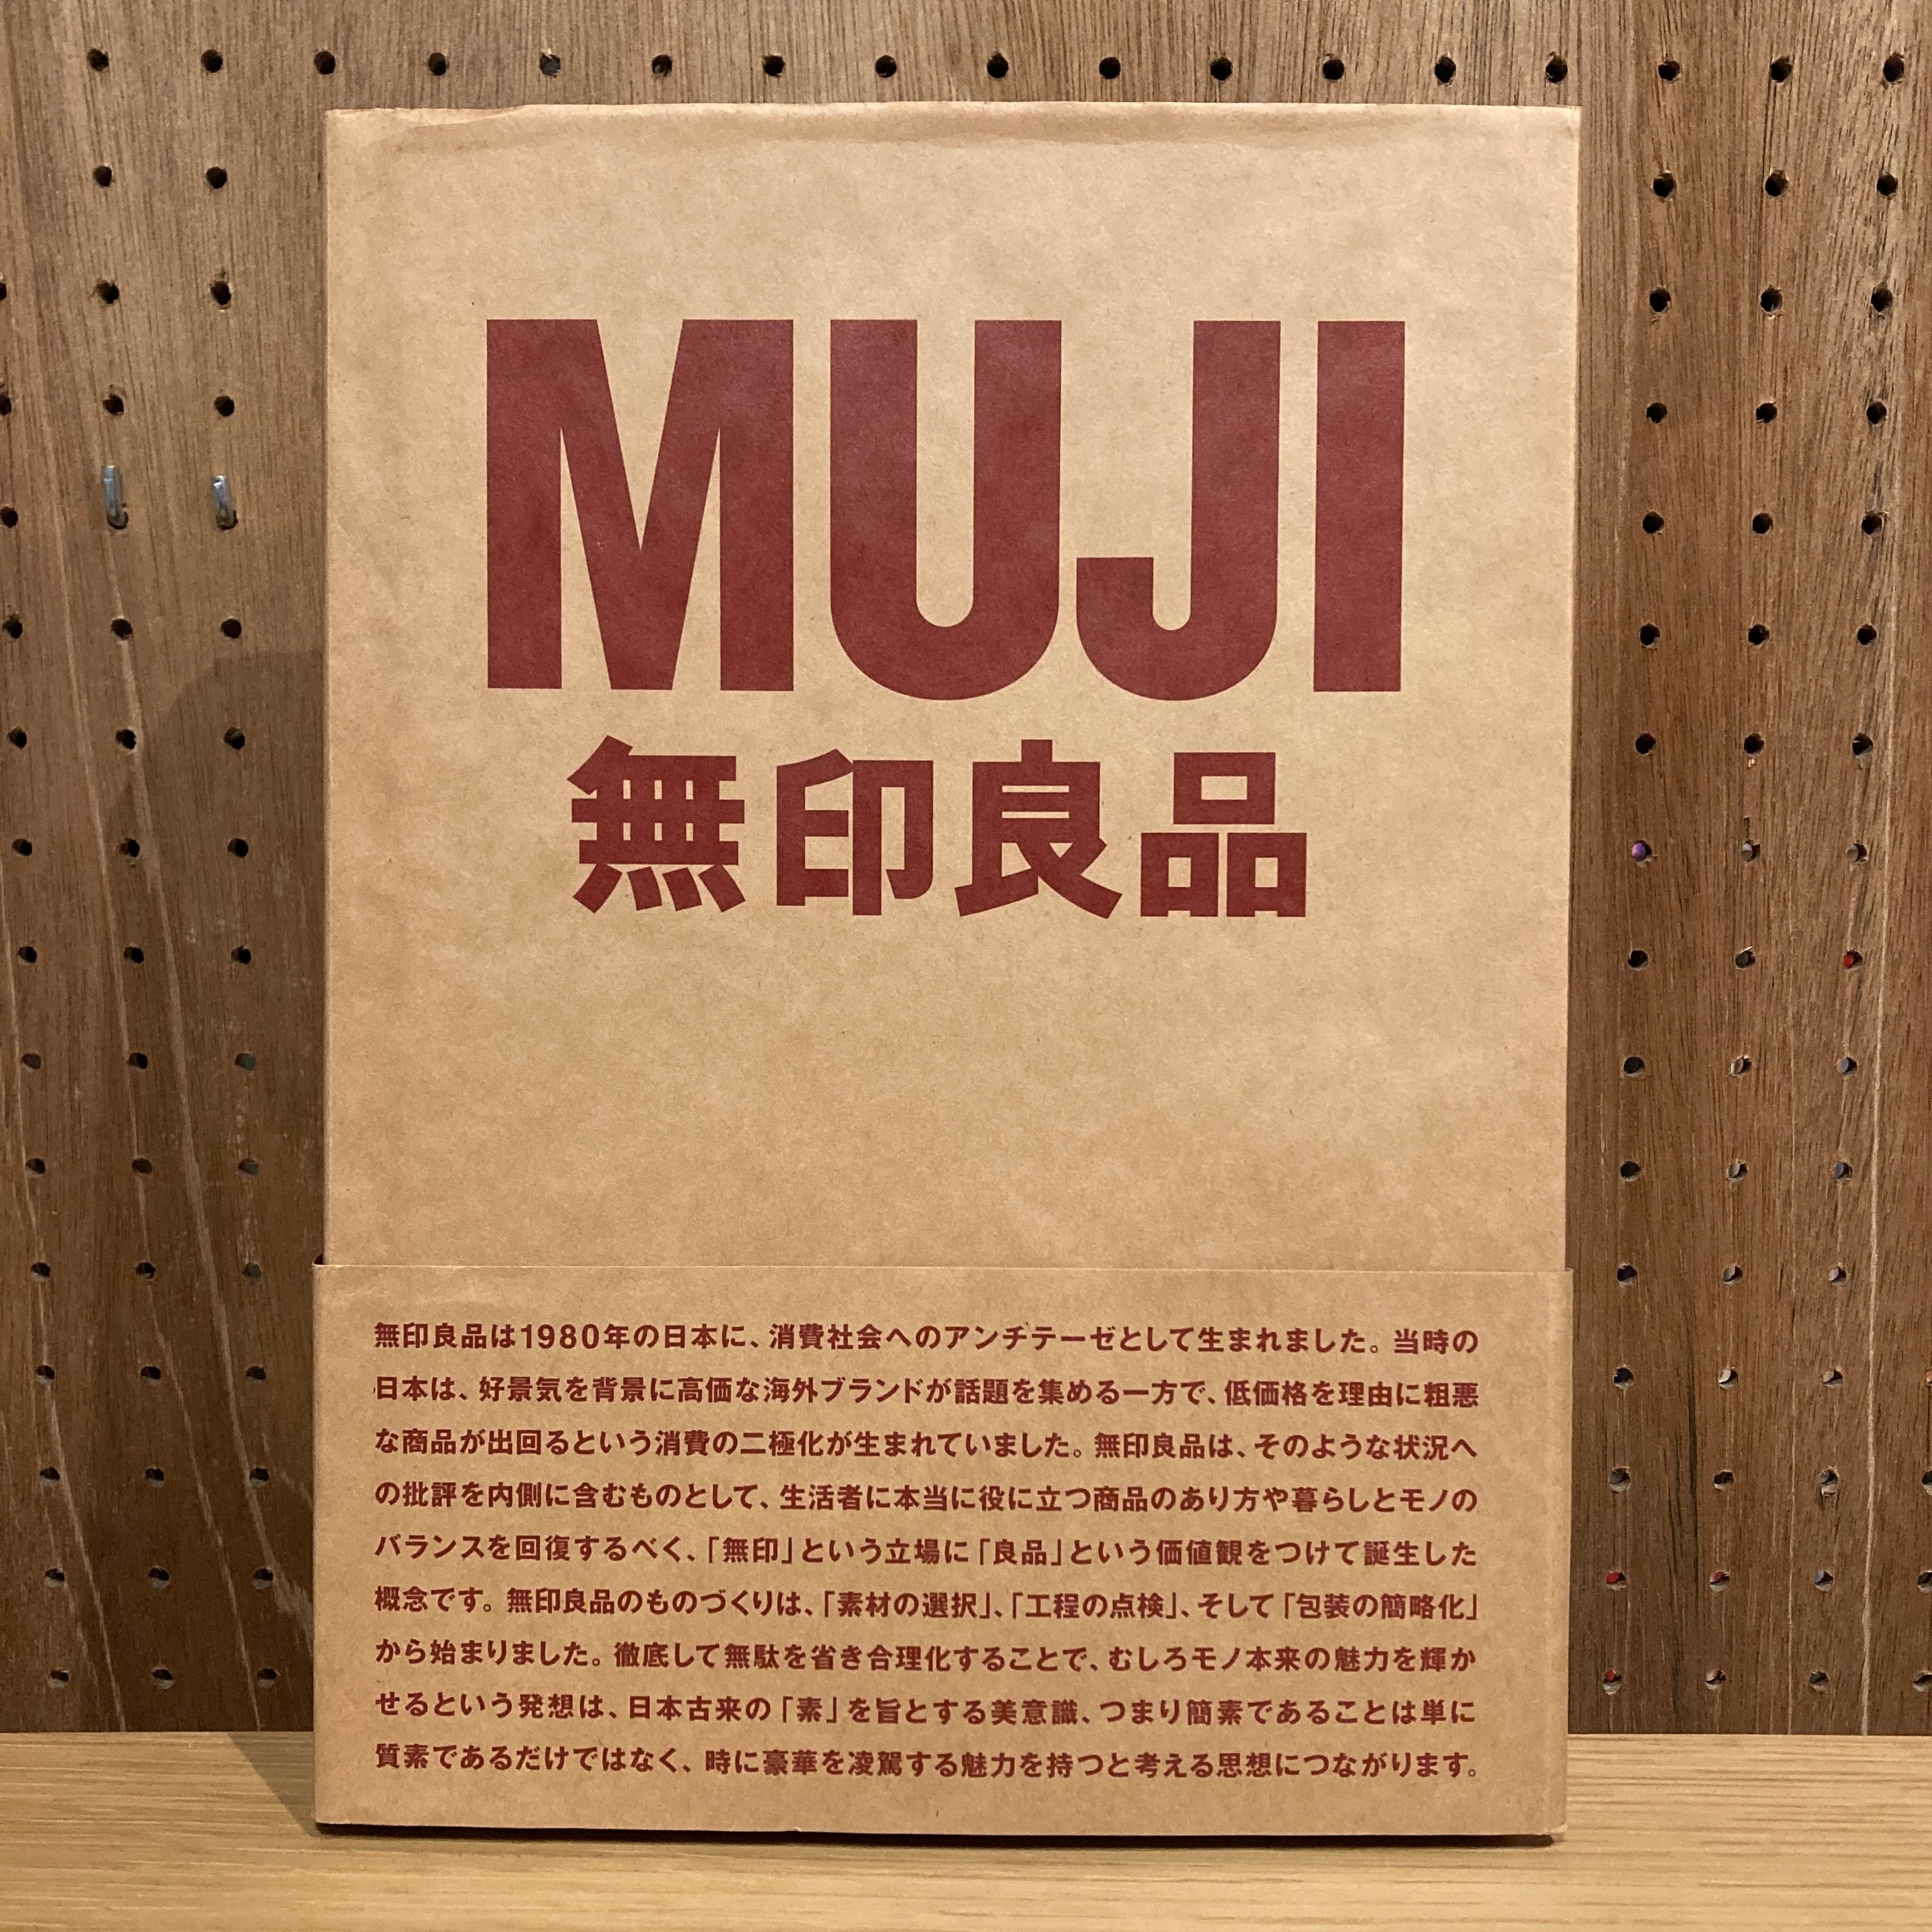 MUJI
無印良品
無印良品は1980年の日本に、消費社会へのアンチテーゼとして生まれました。当時の
日本は、好景気を背景に高価な海外ブランドが話題を集める一方で、低価格を理由に粗悪
な商品が出回るという消費の二極化が生まれていました。無印良品は、そのような状況へ
の批評を内側に含むものとして、生活者に本当に役に立つ商品のあり方や暮らしとモノの
バランスを回復するべく、「無印」という立場に「良品」という価値観をつけて誕生した
概念です。無印良品のものづくりは、「素材の選択」、「工程の点検」、そして「包装の簡略化」
から始まりました。徹底して無駄を省き合理化することで、むしろモノ本来の魅力を輝か
せるという発想は、日本古来の「素」を旨とする美意識、つまり簡素であることは単に
質素であるだけではなく、時に豪華を凌駕する魅力を持つと考える思想につながります。